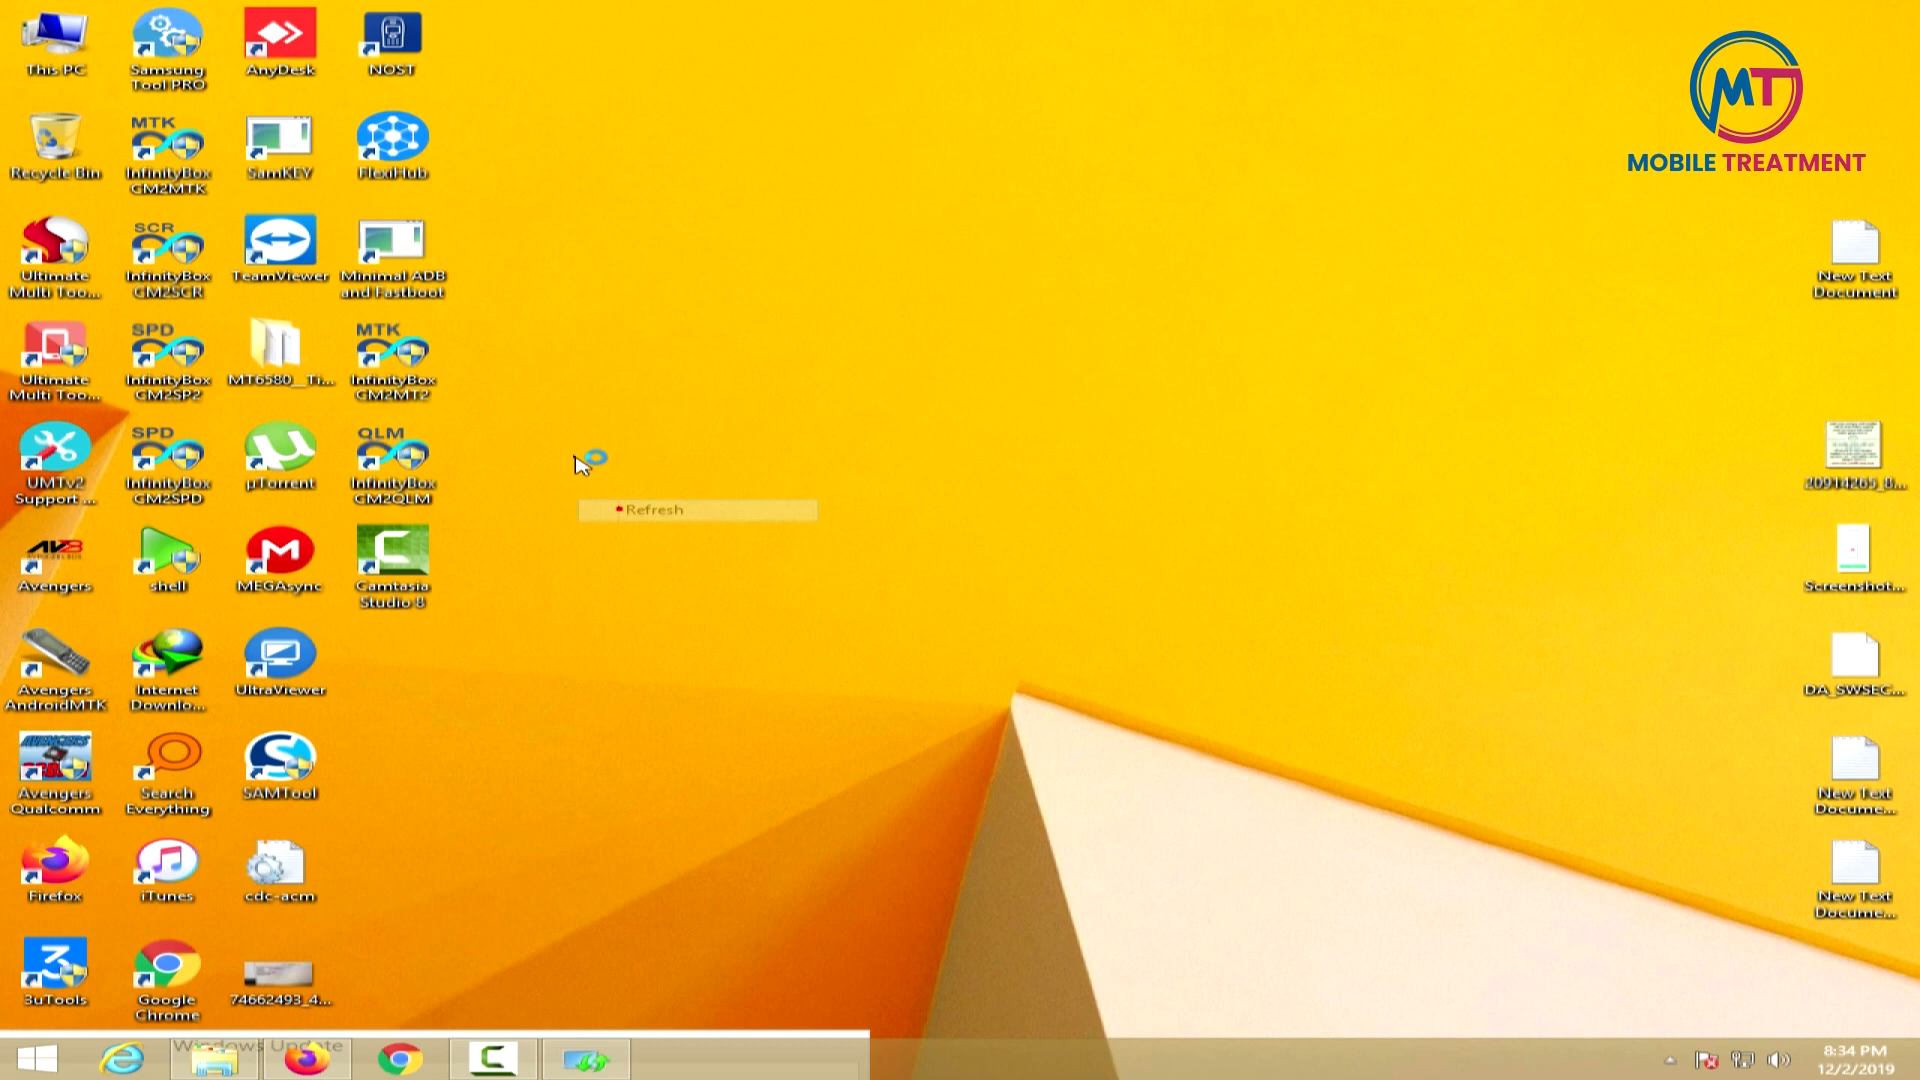 This PC
Samsung
Tool PRO
AnyDesk
NOST
MT
MOBILE TREATMENT
Recycle Bin
MTK
InfinityBox
CM2MTK
SamKEY
FlexiHub
Ultimate
Multi Too...
SCR
InfinityBox
CM2SCR
TeamViewer
Minimal ADB
and Fastboot
New Text
Document
Ultimate
Multi Too...
SPD
InfinityBox
CM2SP2
MT6580__Ti...
MTK
InfinityBox
CM2MT2
UMTv2
Support ...
SPD
InfinityBox
CM2SPD
µTorrent
QLM
InfinityBox
CM2QLM
20914265_8...
Refresh
Avengers
shell
MEGAsync
Camtasia
Studio 8
Screenshot...
Avengers
AndroidMTK
Internet
Downlo...
UltraViewer
DA_SWSEC...
Avengers
Qualcomm
Search
Everything
SAMTool
New Text
Docume...
Firefox
iTunes
cdc-acm
New Text
Docume...
3uTools
Google
Chrome
74662493_4...
Windows Update
8:34 PM
12/2/2019